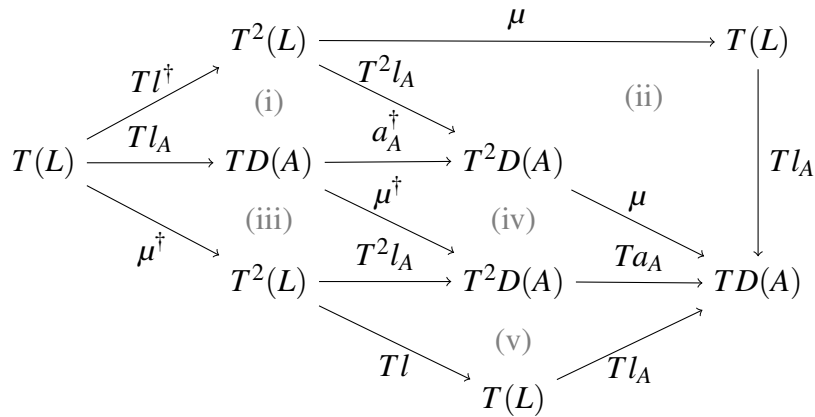 T²(L) μ T(L)
Tl† T²l_A
(i) (ii)
Tl_A a_A†
T(L) TD(A) T²D(A) Tl_A
μ† μ
(iii) (iv)
μ† T²l_A Ta_A
T²(L) T²D(A) TD(A)
(v)
Tl Tl_A
T(L)